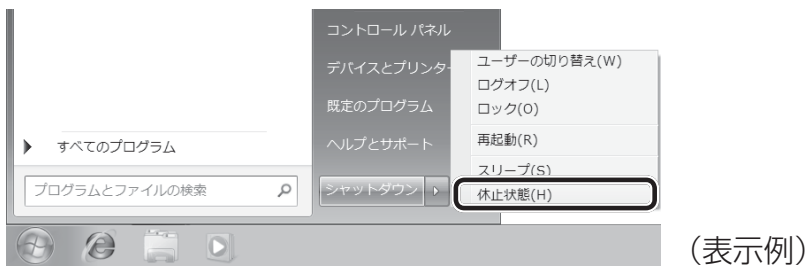 コントロール パネル
デバイスとプリンター
既定のプログラム
ヘルプとサポート
シャットダウン
ユーザーの切り替え(W)
ログオフ(L)
ロック(O)
再起動(R)
スリープ(S)
休止状態(H)
すべてのプログラム
プログラムとファイルの検索
(表示例)